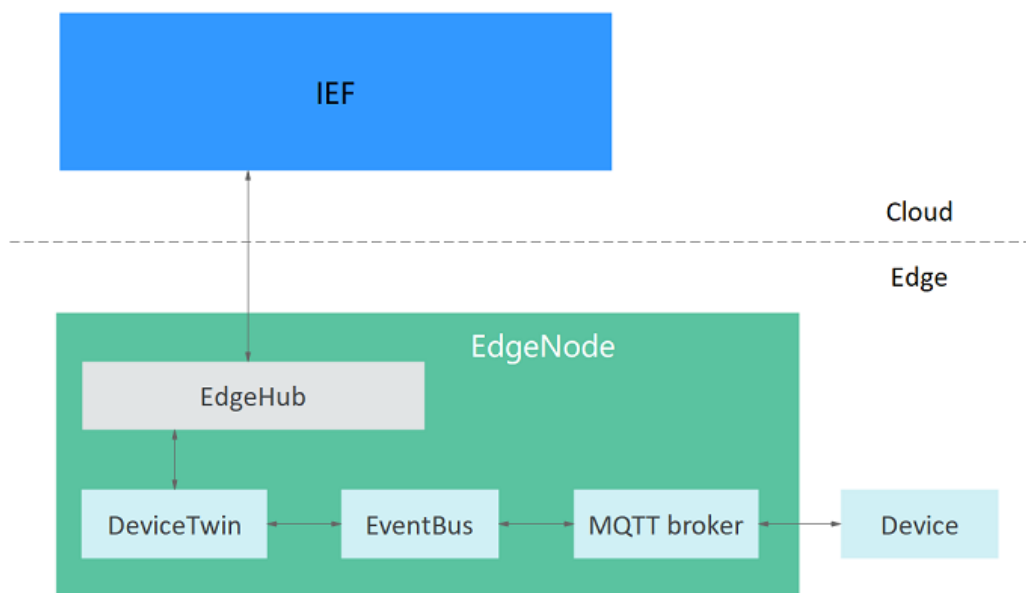 IEF
Cloud
Edge
EdgeNode
EdgeHub
DeviceTwin
EventBus
MQTT broker
Device